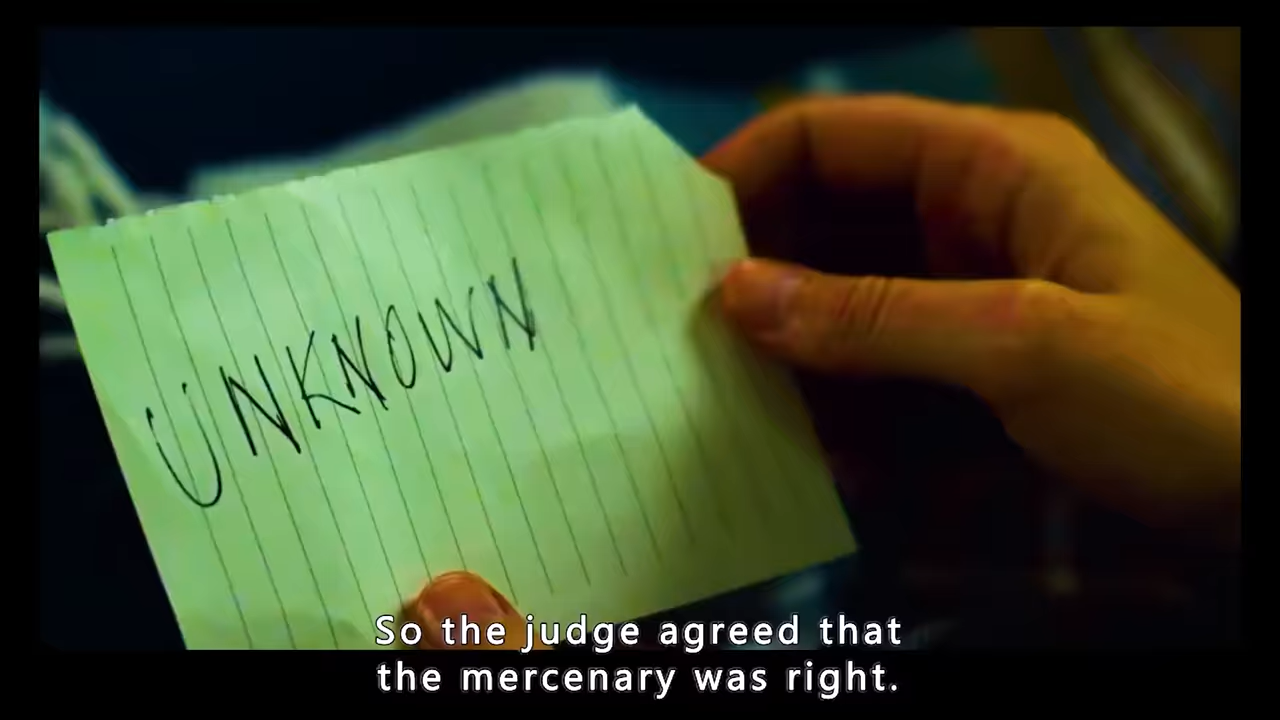 UNKNOWN
So the judge agreed that
the mercenary was right.